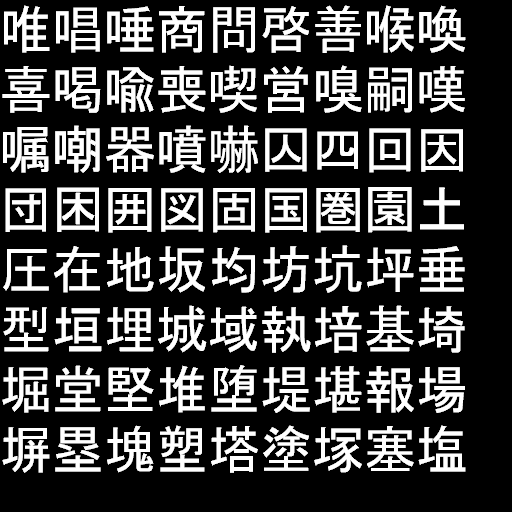 唯唱唾商問啓善喉喚
喜喝喩喪喫営嗅嗣嘆
嘱嘲器噴嚇囚四回因
団困囲図固国圏園土
圧在地坂均坊坑坪垂
型垣埋城域執培基埼
堀堂堅堆堕堤堪報場
塀塁塊塑塔塗塚塞塩